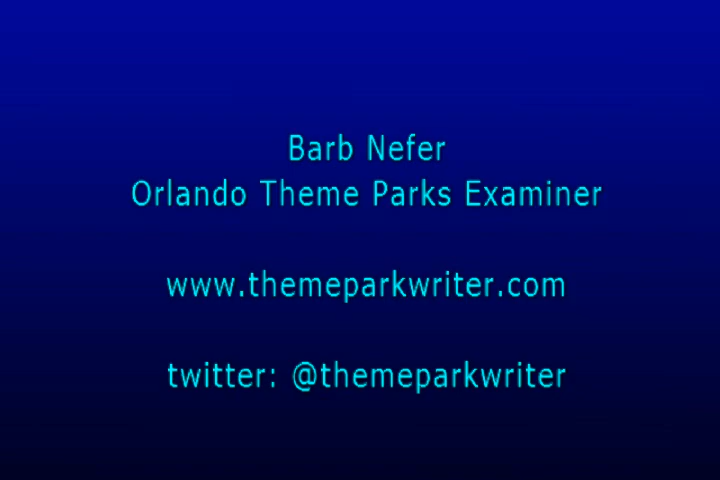 Barb Nefer
Orlando Theme Parks Examiner
www.themeparkwriter.com
twitter: @themeparkwriter